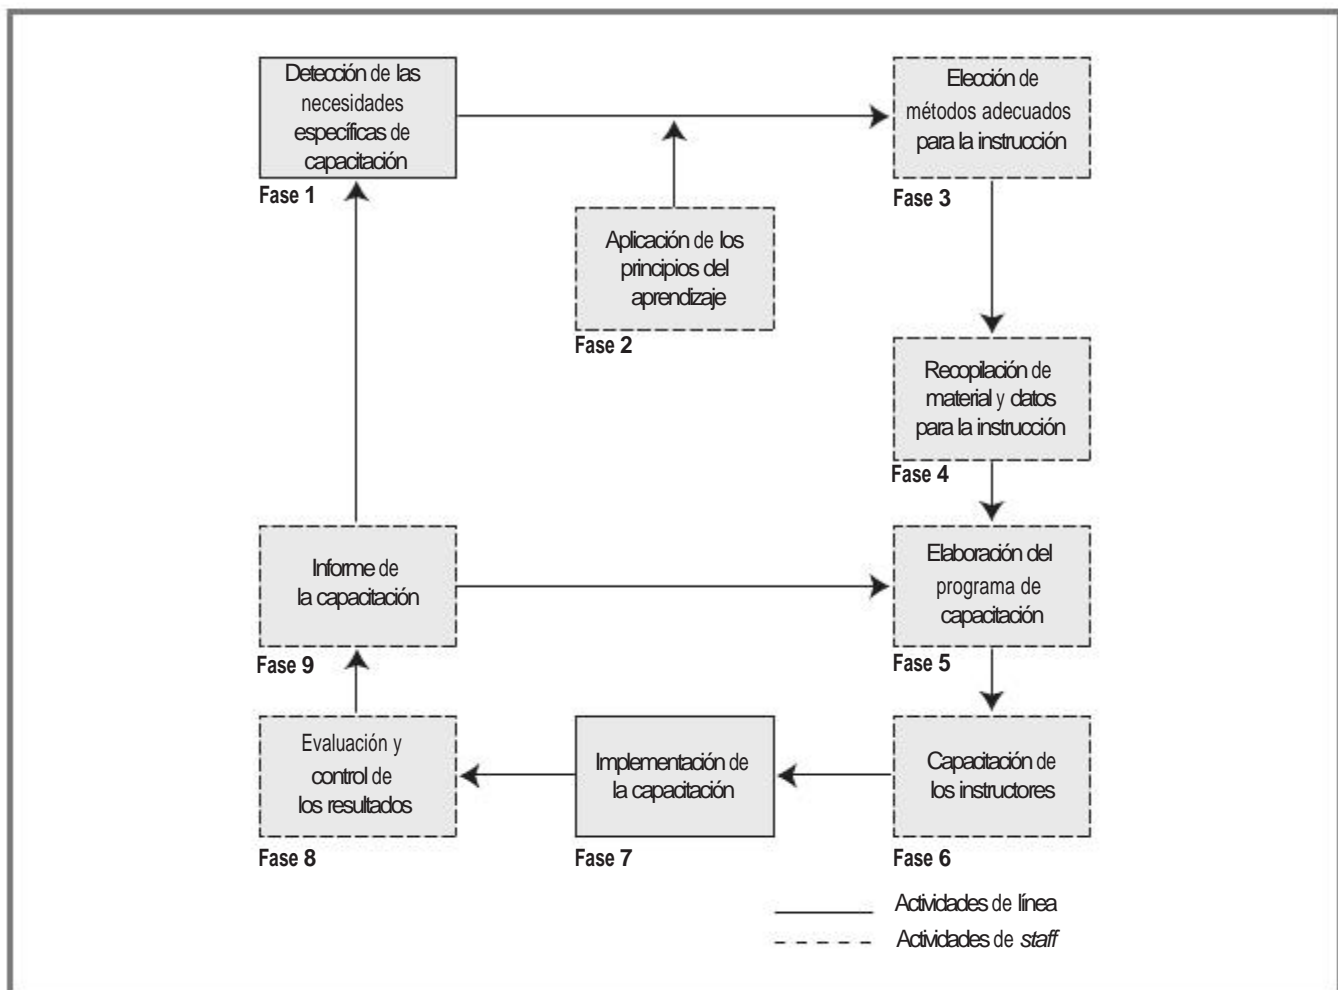 Detección de las
necesidades
específicas de
capacitación
Fase 1
Aplicación de los
principios del
aprendizaje
Fase 2
Elección de
métodos adecuados
para la instrucción
Fase 3
Recopilación de
material y datos
para la instrucción
Fase 4
Elaboración del
programa de
capacitación
Fase 5
Capacitación de
los instructores
Fase 6
Implementación de
la capacitación
Fase 7
Evaluación y
control de
los resultados
Fase 8
Informe de
la capacitación
Fase 9
Actividades de línea
Actividades de staff